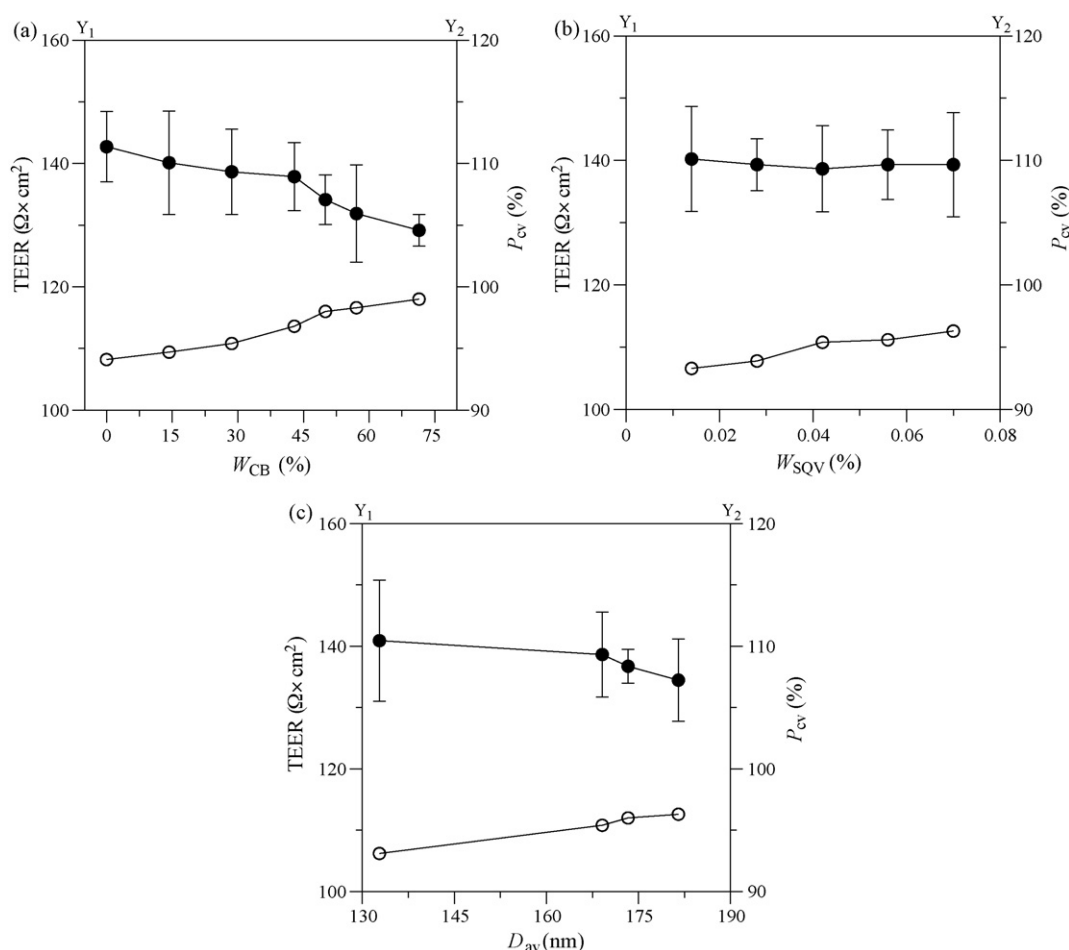 (a)
Y1
Y2
160
140
120
100
TEER (Ω× cm²)
120
110
100
90
Pcv (%)
0 15 30 45 60 75
WCB (%)
(b)
Y1
Y2
160
140
120
100
TEER (Ω× cm²)
120
110
100
90
Pcv (%)
0 0.02 0.04 0.06 0.08
WSQV (%)
(c)
Y1
Y2
160
140
120
100
TEER (Ω× cm²)
120
110
100
90
Pcv (%)
130 145 160 175 190
Dav (nm)